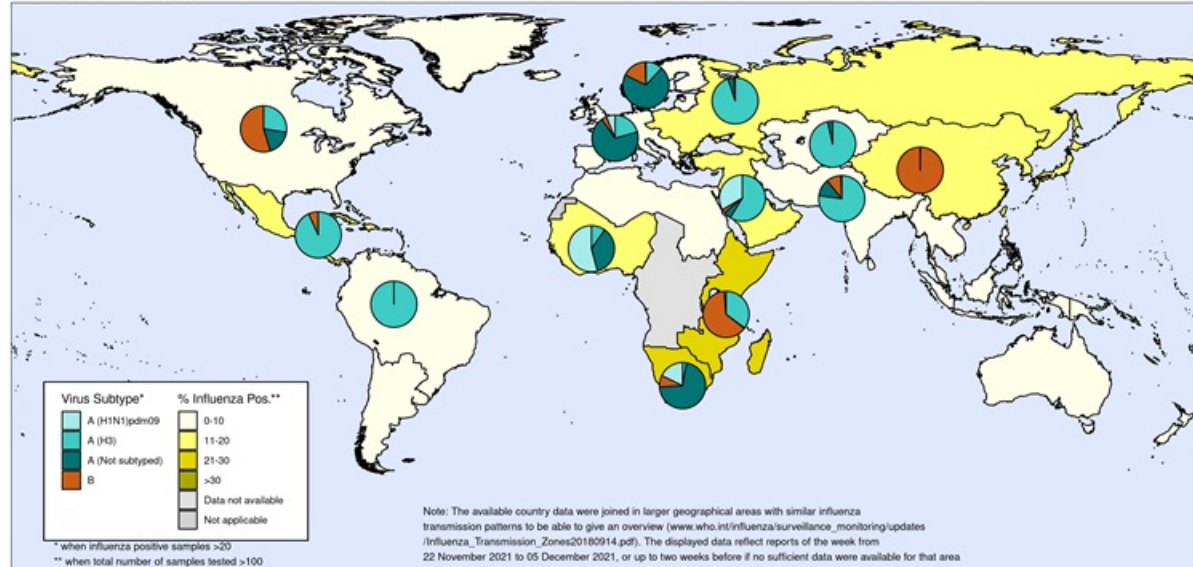 Virus Subtype*
A (H1N1)pdm09
A (H3)
A (Not subtyped)
B
% Influenza Pos.**
0-10
11-20
21-30
>30
Data not available
Not applicable
* when influenza positive samples >20
** when total number of samples tested >100
Note: The available country data were joined in larger geographical areas with similar influenza
transmission patterns to be able to give an overview (www.who.int/influenza/surveillance_monitoring/updates
/Influenza_Transmission_Zones20180914.pdf). The displayed data reflect reports of the week from
22 November 2021 to 05 December 2021, or up to two weeks before if no sufficient data were available for that area